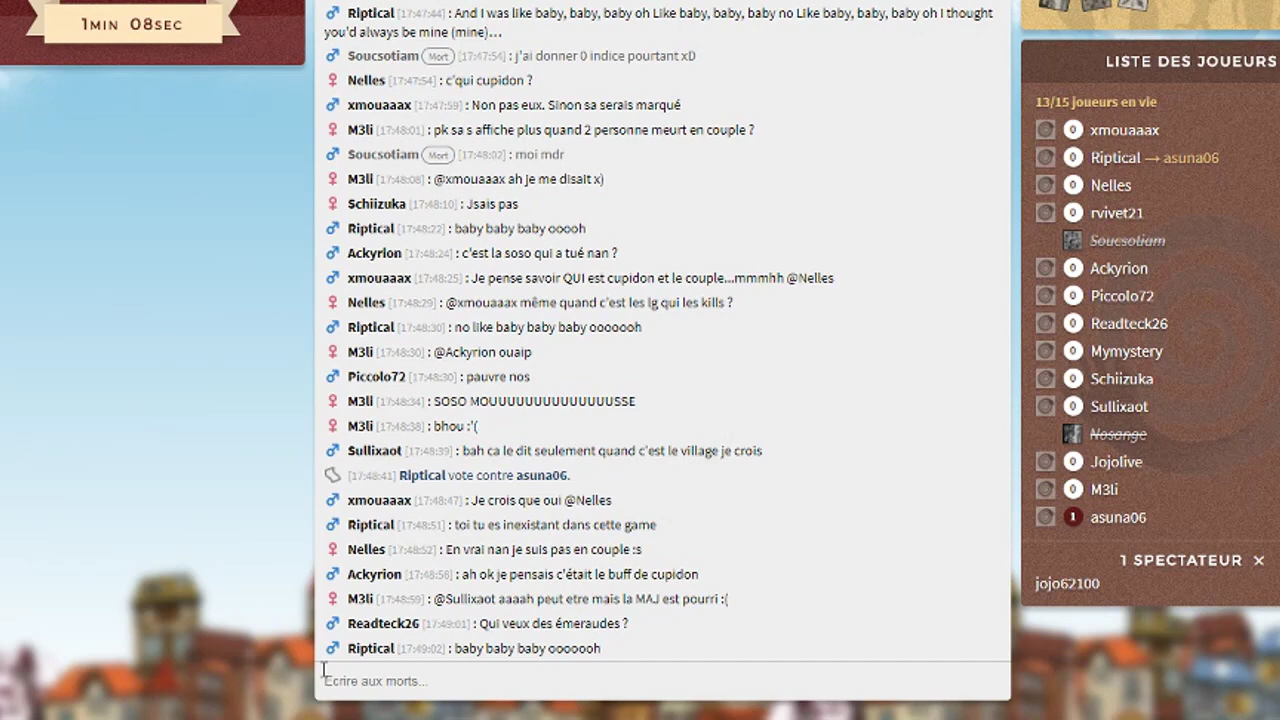 1MIN 08SEC
Riptical [17:47:44] : And I was like baby, baby, baby oh Like baby, baby, baby no Like baby, baby, baby oh I thought
you'd always be mine (mine)...
Soucsotiam Mort [17:47:54] : j'ai donner 0 indice pourtant xD
Nelles [17:47:54] : c'qui cupidon ?
xmouaaax [17:47:59] : Non pas eux. Sinon sa serais marqué
M3li [17:48:01] : pk sa s affiche plus quand 2 personne meurt en couple ?
Soucsotiam Mort [17:48:02] : moi mdr
M3li [17:48:08] : @xmouaaax ah je me disait x)
Schiizuka [17:48:10] : Jsais pas
Riptical [17:48:22] : baby baby baby ooooh
Ackyrion [17:48:24] : c'est la soso qui a tué nan ?
xmouaaax [17:48:25] : Je pense savoir QUI est cupidon et le couple...mmmhh @Nelles
Nelles [17:48:29] : @xmouaaax même quand c'est les lg qui les kills ?
Riptical [17:48:30] : no like baby baby baby ooooooh
M3li [17:48:30] : @Ackyrion ouaip
Piccolo72 [17:48:30] : pauvre nos
M3li [17:48:34] : SOSO MOUUUUUUUUUUUUUUSSE
M3li [17:48:38] : bhou :'(
Sullixaot [17:48:39] : bah ca le dit seulement quand c'est le village je crois
[17:48:41] Riptical vote contre asuna06.
xmouaaax [17:48:47] : Je crois que oui @Nelles
Riptical [17:48:51] : toi tu es inexistant dans cette game
Nelles [17:48:52] : En vrai nan je suis pas en couple :s
Ackyrion [17:48:56] : ah ok je pensais c'était le buff de cupidon
M3li [17:48:59] : @Sullixaot aaaah peut etre mais la MAJ est pourri :(
Readteck26 [17:49:01] : Qui veux des émeraudes ?
Riptical [17:49:02] : baby baby baby ooooooh
Ecrire aux morts...
LISTE DES JOUEURS
13/15 joueurs en vie
0 xmouaaax
0 Riptical → asuna06
0 Nelles
0 rvivet21
Soucsotiam
0 Ackyrion
0 Piccolo72
0 Readteck26
0 Mymystery
0 Schiizuka
0 Sullixaot
Nosange
0 Jojolive
0 M3li
1 asuna06
1 SPECTATEUR ×
jojo62100